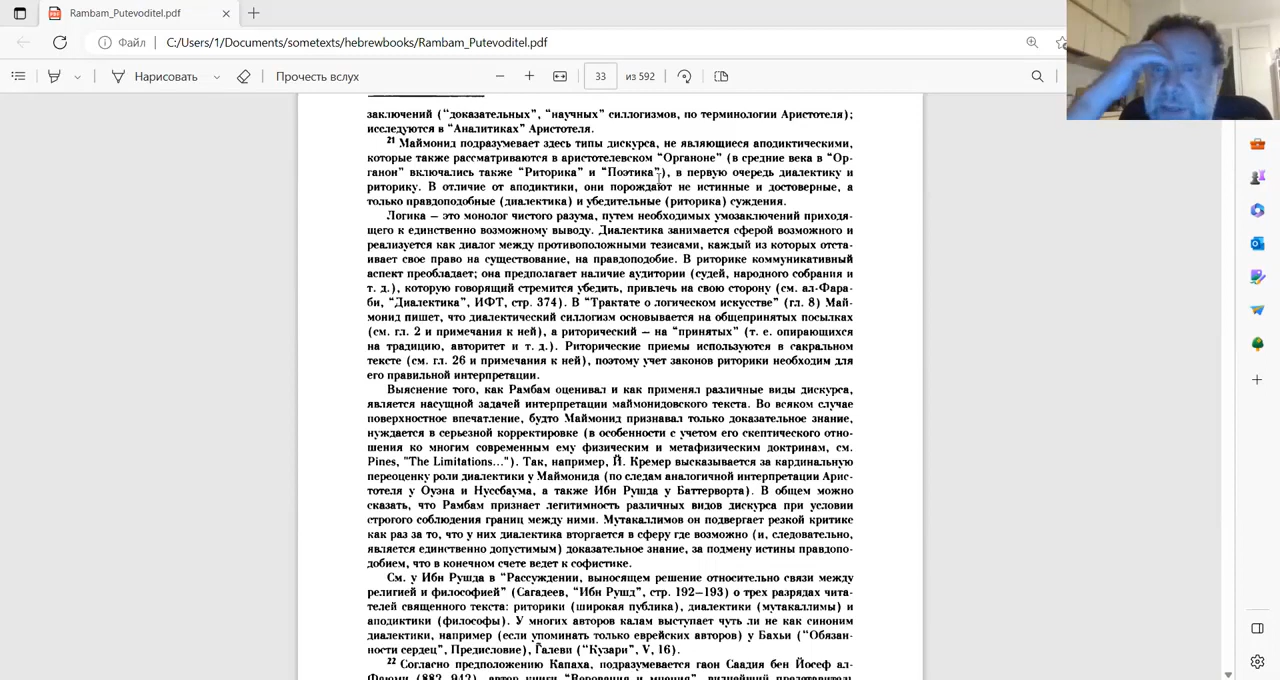 Rambam_Putevoditel.pdf
Файл
C:/Users/1/Documents/sometexts/hebrewbooks/Rambam_Putevoditel.pdf
Нарисовать
Прочесть вслух
33
из 592
заключений ("доказательных", "научных" силлогизмов, по терминологии Аристотеля);
исследуются в "Аналитиках" Аристотеля.
21 Маймонид подразумевает здесь типы дискурса, не являющиеся аподиктическими,
которые также рассматриваются в аристотелевском "Органоне" (в средние века в "Ор-
ганон" включались также "Риторика" и "Поэтика"), в первую очередь диалектику и
риторику. В отличие от аподиктики, они порождают не истинные и достоверные, а
только правдоподобные (диалектика) и убедительные (риторика) суждения.
Логика – это монолог чистого разума, путем необходимых умозаключений приходя-
щего к единственно возможному выводу. Диалектика занимается сферой возможного и
реализуется как диалог между противоположными тезисами, каждый из которых отста-
ивает свое право на существование, на правдоподобие. В риторике коммуникативный
аспект преобладает; она предполагает наличие аудитории (судей, народного собрания и
т. д.), которую говорящий стремится убедить, привлечь на свою сторону (см. ал-Фара-
би, "Диалектика", ИФТ, стр. 374). В "Трактате о логическом искусстве" (гл. 8) Май-
монид пишет, что диалектический силлогизм основывается на общепринятых посылках
(см. гл. 2 и примечания к ней), а риторический – на "принятых" (т. е. опирающихся
на традицию, авторитет и т. д.). Риторические приемы используются в сакральном
тексте (см. гл. 26 и примечания к ней), поэтому учет законов риторики необходим для
его правильной интерпретации.
Выяснение того, как Рамбам оценивал и как применял различные виды дискурса,
является насущной задачей интерпретации маймонидовского текста. Во всяком случае
поверхностное впечатление, будто Маймонид признавал только доказательное знание,
нуждается в серьезной корректировке (в особенности с учетом его скептического отно-
шения ко многим современным ему физическим и метафизическим доктринам, см.
Pines, "The Limitations..."). Так, например, Й. Кремер высказывается за кардинальную
переоценку роли диалектики у Маймонида (по следам аналогичной интерпретации Арис-
тотеля у Оуэна и Нуссбаума, а также Ибн Рушда у Баттерворта). В общем можно
сказать, что Рамбам признает легитимность различных видов дискурса при условии
строгого соблюдения границ между ними. Мутакаллимов он подвергает резкой критике
как раз за то, что у них диалектика вторгается в сферу где возможно (и, следовательно,
является единственно допустимым) доказательное знание, за подмену истины правдопо-
добием, что в конечном счете ведет к софистике.
См. у Ибн Рушда в "Рассуждении, выносящем решение относительно связи между
религией и философией" (Сагадеев, "Ибн Рушд", стр. 192–193) о трех разрядах чита-
телей священного текста: риторики (широкая публика), диалектики (мутакаллимы) и
аподиктики (философы). У многих авторов калам выступает чуть ли не как синоним
диалектики, например (если упоминать только еврейских авторов) у Бахьи ("Обязан-
ности сердец", Предисловие), Галеви ("Кузари", V, 16).
22 Согласно предположению Капаха, подразумевается гаон Саадия бен Йосеф ал-
Фаюми (882–942), автор книги "Верования и мнения", виднейший представитель